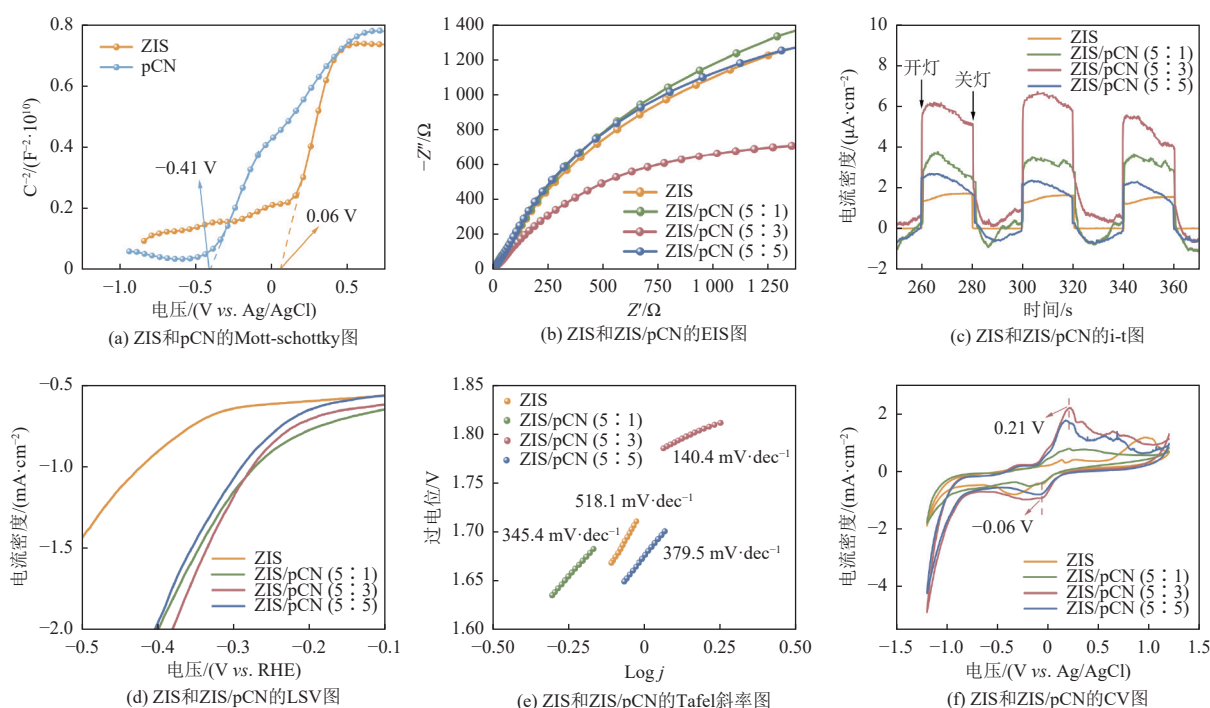 ZIS
pCN
−0.41 V
0.06 V
C⁻²/(F⁻²·10¹⁰)
0.8
0.6
0.4
0.2
0
−1.0
−0.5
0
0.5
电压/(V vs. Ag/AgCl)
(a) ZIS和pCN的Mott-schottky图
−Z″/Ω
1 400
1 200
1 000
800
600
400
200
0
ZIS
ZIS/pCN (5∶1)
ZIS/pCN (5∶3)
ZIS/pCN (5∶5)
0
250
500
750
1 000
1 250
Z′/Ω
(b) ZIS和ZIS/pCN的EIS图
电流密度/(μA·cm⁻²)
10
8
6
4
2
0
−2
ZIS
ZIS/pCN (5∶1)
ZIS/pCN (5∶3)
ZIS/pCN (5∶5)
开灯
关灯
260
280
300
320
340
360
时间/s
(c) ZIS和ZIS/pCN的i-t图
电流密度/(mA·cm⁻²)
−0.5
−1.0
−1.5
−2.0
ZIS
ZIS/pCN (5∶1)
ZIS/pCN (5∶3)
ZIS/pCN (5∶5)
−0.5
−0.4
−0.3
−0.2
−0.1
电压/(V vs. RHE)
(d) ZIS和ZIS/pCN的LSV图
过电位/V
1.85
1.80
1.75
1.70
1.65
1.60
ZIS
ZIS/pCN (5∶1)
ZIS/pCN (5∶3)
ZIS/pCN (5∶5)
140.4 mV·dec⁻¹
518.1 mV·dec⁻¹
345.4 mV·dec⁻¹
379.5 mV·dec⁻¹
−0.50
−0.25
0
0.25
0.50
Log j
(e) ZIS和ZIS/pCN的Tafel斜率图
电流密度/(mA·cm⁻²)
2
0
−2
−4
0.21 V
−0.06 V
ZIS
ZIS/pCN (5∶1)
ZIS/pCN (5∶3)
ZIS/pCN (5∶5)
−1.5
−1.0
−0.5
0
0.5
1.0
1.5
电压/(V vs. Ag/AgCl)
(f) ZIS和ZIS/pCN的CV图